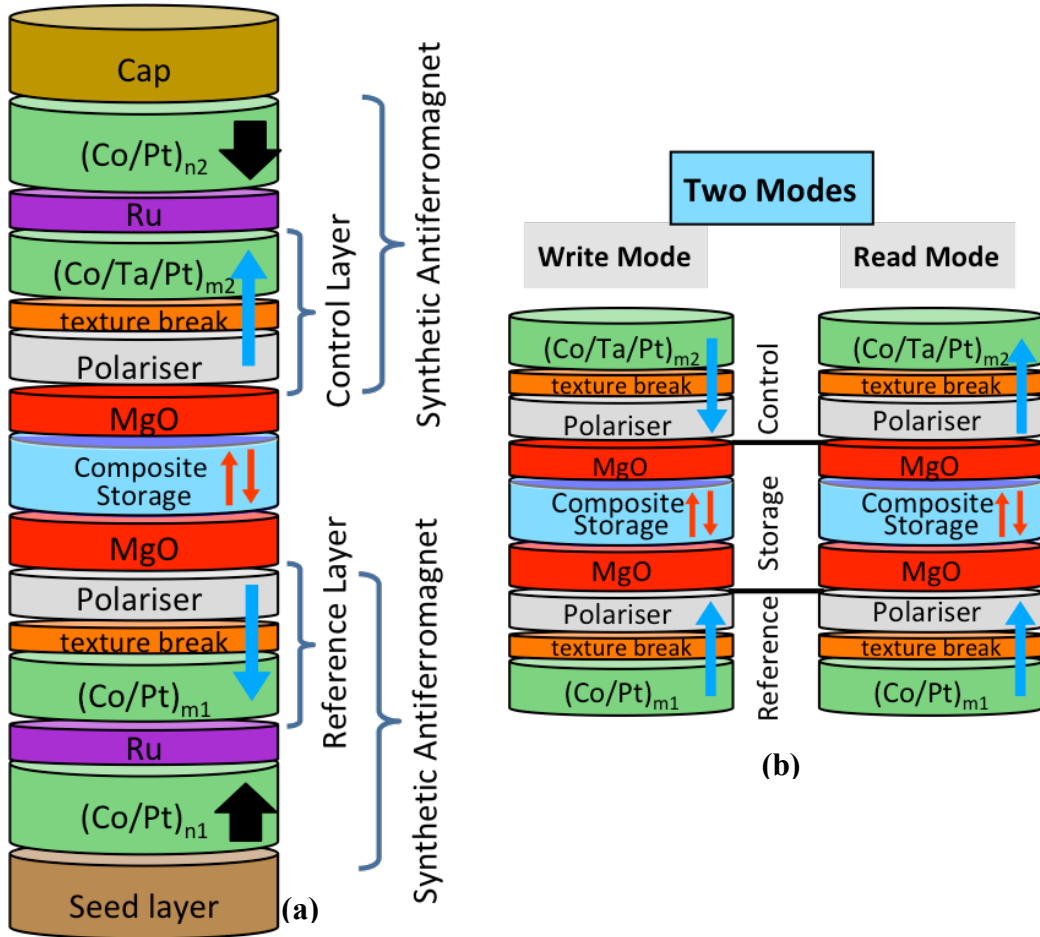 Cap
(Co/Pt)n2
Ru
(Co/Ta/Pt)m2
texture break
Polariser
MgO
Composite
Storage
MgO
Polariser
texture break
(Co/Pt)m1
Ru
(Co/Pt)n1
Seed layer
(a)
Control Layer
Synthetic Antiferromagnet
Reference Layer
Synthetic Antiferromagnet
Two Modes
Write Mode
Read Mode
(Co/Ta/Pt)m2
texture break
Polariser
MgO
Composite
Storage
MgO
Polariser
texture break
(Co/Pt)m1
Control
Storage
Reference
(Co/Ta/Pt)m2
texture break
Polariser
MgO
Composite
Storage
MgO
Polariser
texture break
(Co/Pt)m1
(b)